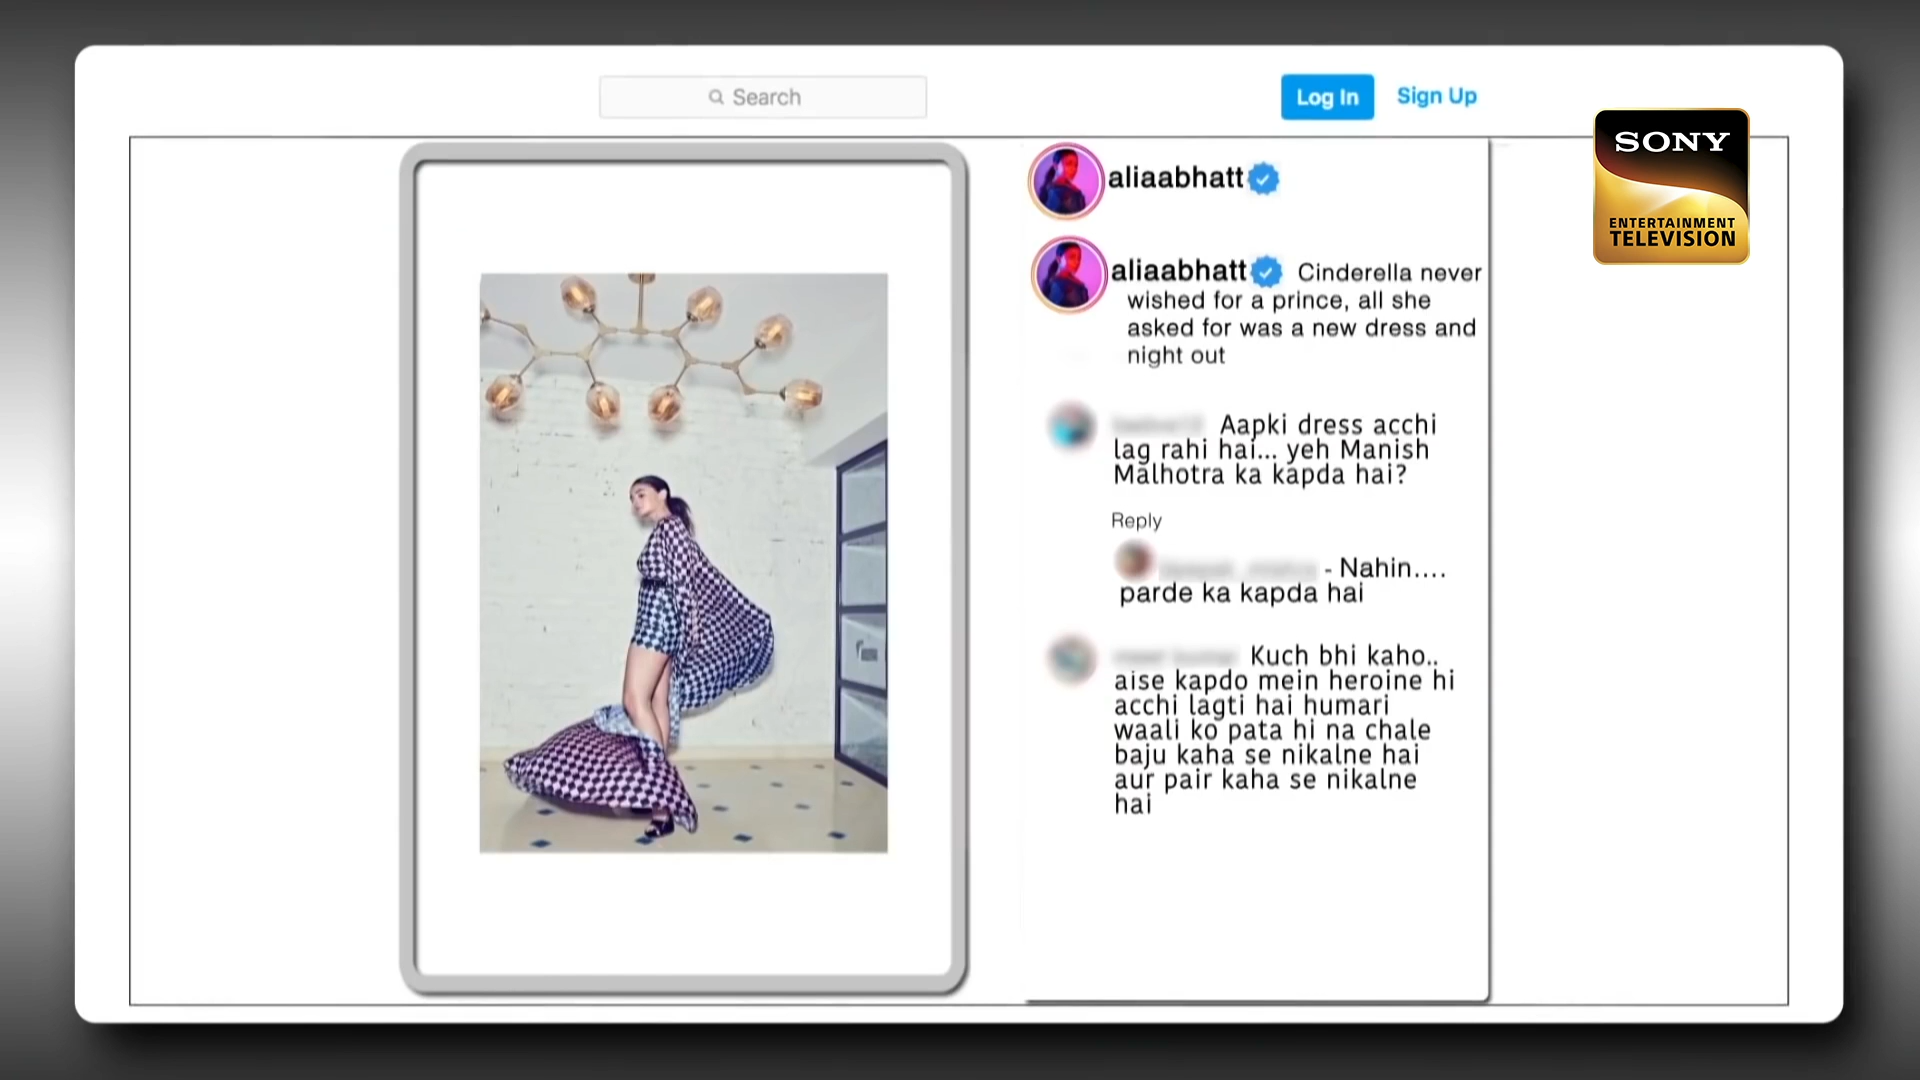 Search
Log In
Sign Up
SONY
ENTERTAINMENT
TELEVISION
aliaabhatt
aliaabhatt Cinderella never
wished for a prince, all she
asked for was a new dress and
night out
Aapki dress acchi
lag rahi hai... yeh Manish
Malhotra ka kapda hai?
Reply
- Nahin....
parde ka kapda hai
Kuch bhi kaho..
aise kapdo mein heroine hi
acchi lagti hai humari
waali ko pata hi na chale
baju kaha se nikalne hai
aur pair kaha se nikalne
hai